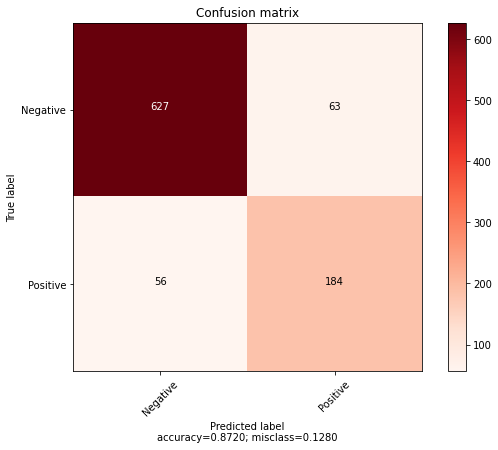 Confusion matrix
600
500
400
300
200
100
True label
Negative
627
63
Positive
56
184
Negative
Positive
Predicted label
accuracy=0.8720; misclass=0.1280